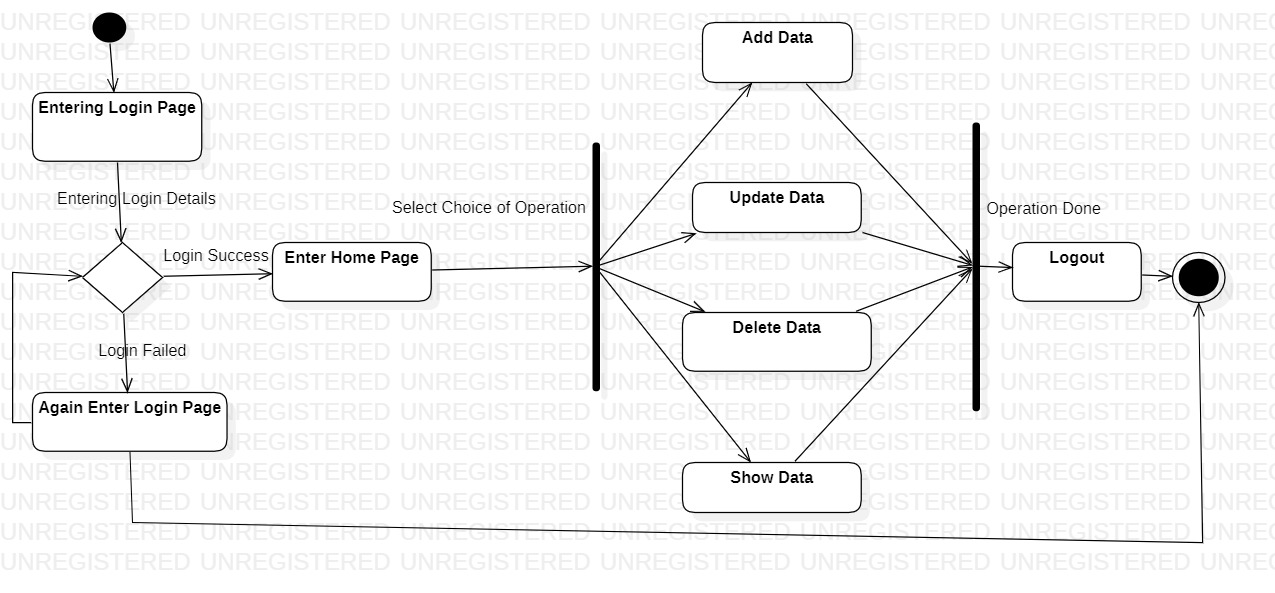 Entering Login Page
Entering Login Details
Login Success
Enter Home Page
Login Failed
Again Enter Login Page
Select Choice of Operation
Add Data
Update Data
Delete Data
Show Data
Operation Done
Logout
UNREGISTERED